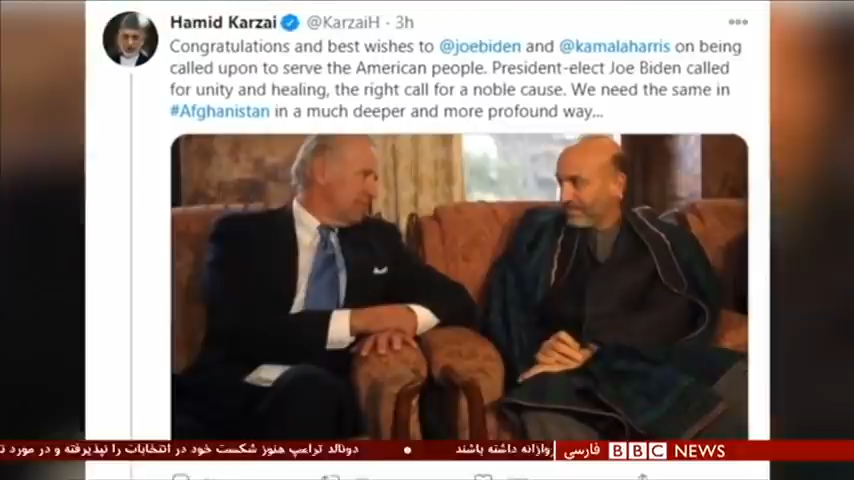 Hamid Karzai @KarzaiH · 3h
Congratulations and best wishes to @joebiden and @kamalaharris on being
called upon to serve the American people. President-elect Joe Biden called
for unity and healing, the right call for a noble cause. We need the same in
#Afghanistan in a much deeper and more profound way...
دونالد ترامپ هنوز شکست خود در انتخابات را نپذیرفته و در مورد
داشته باشند
فارسی BBC NEWS